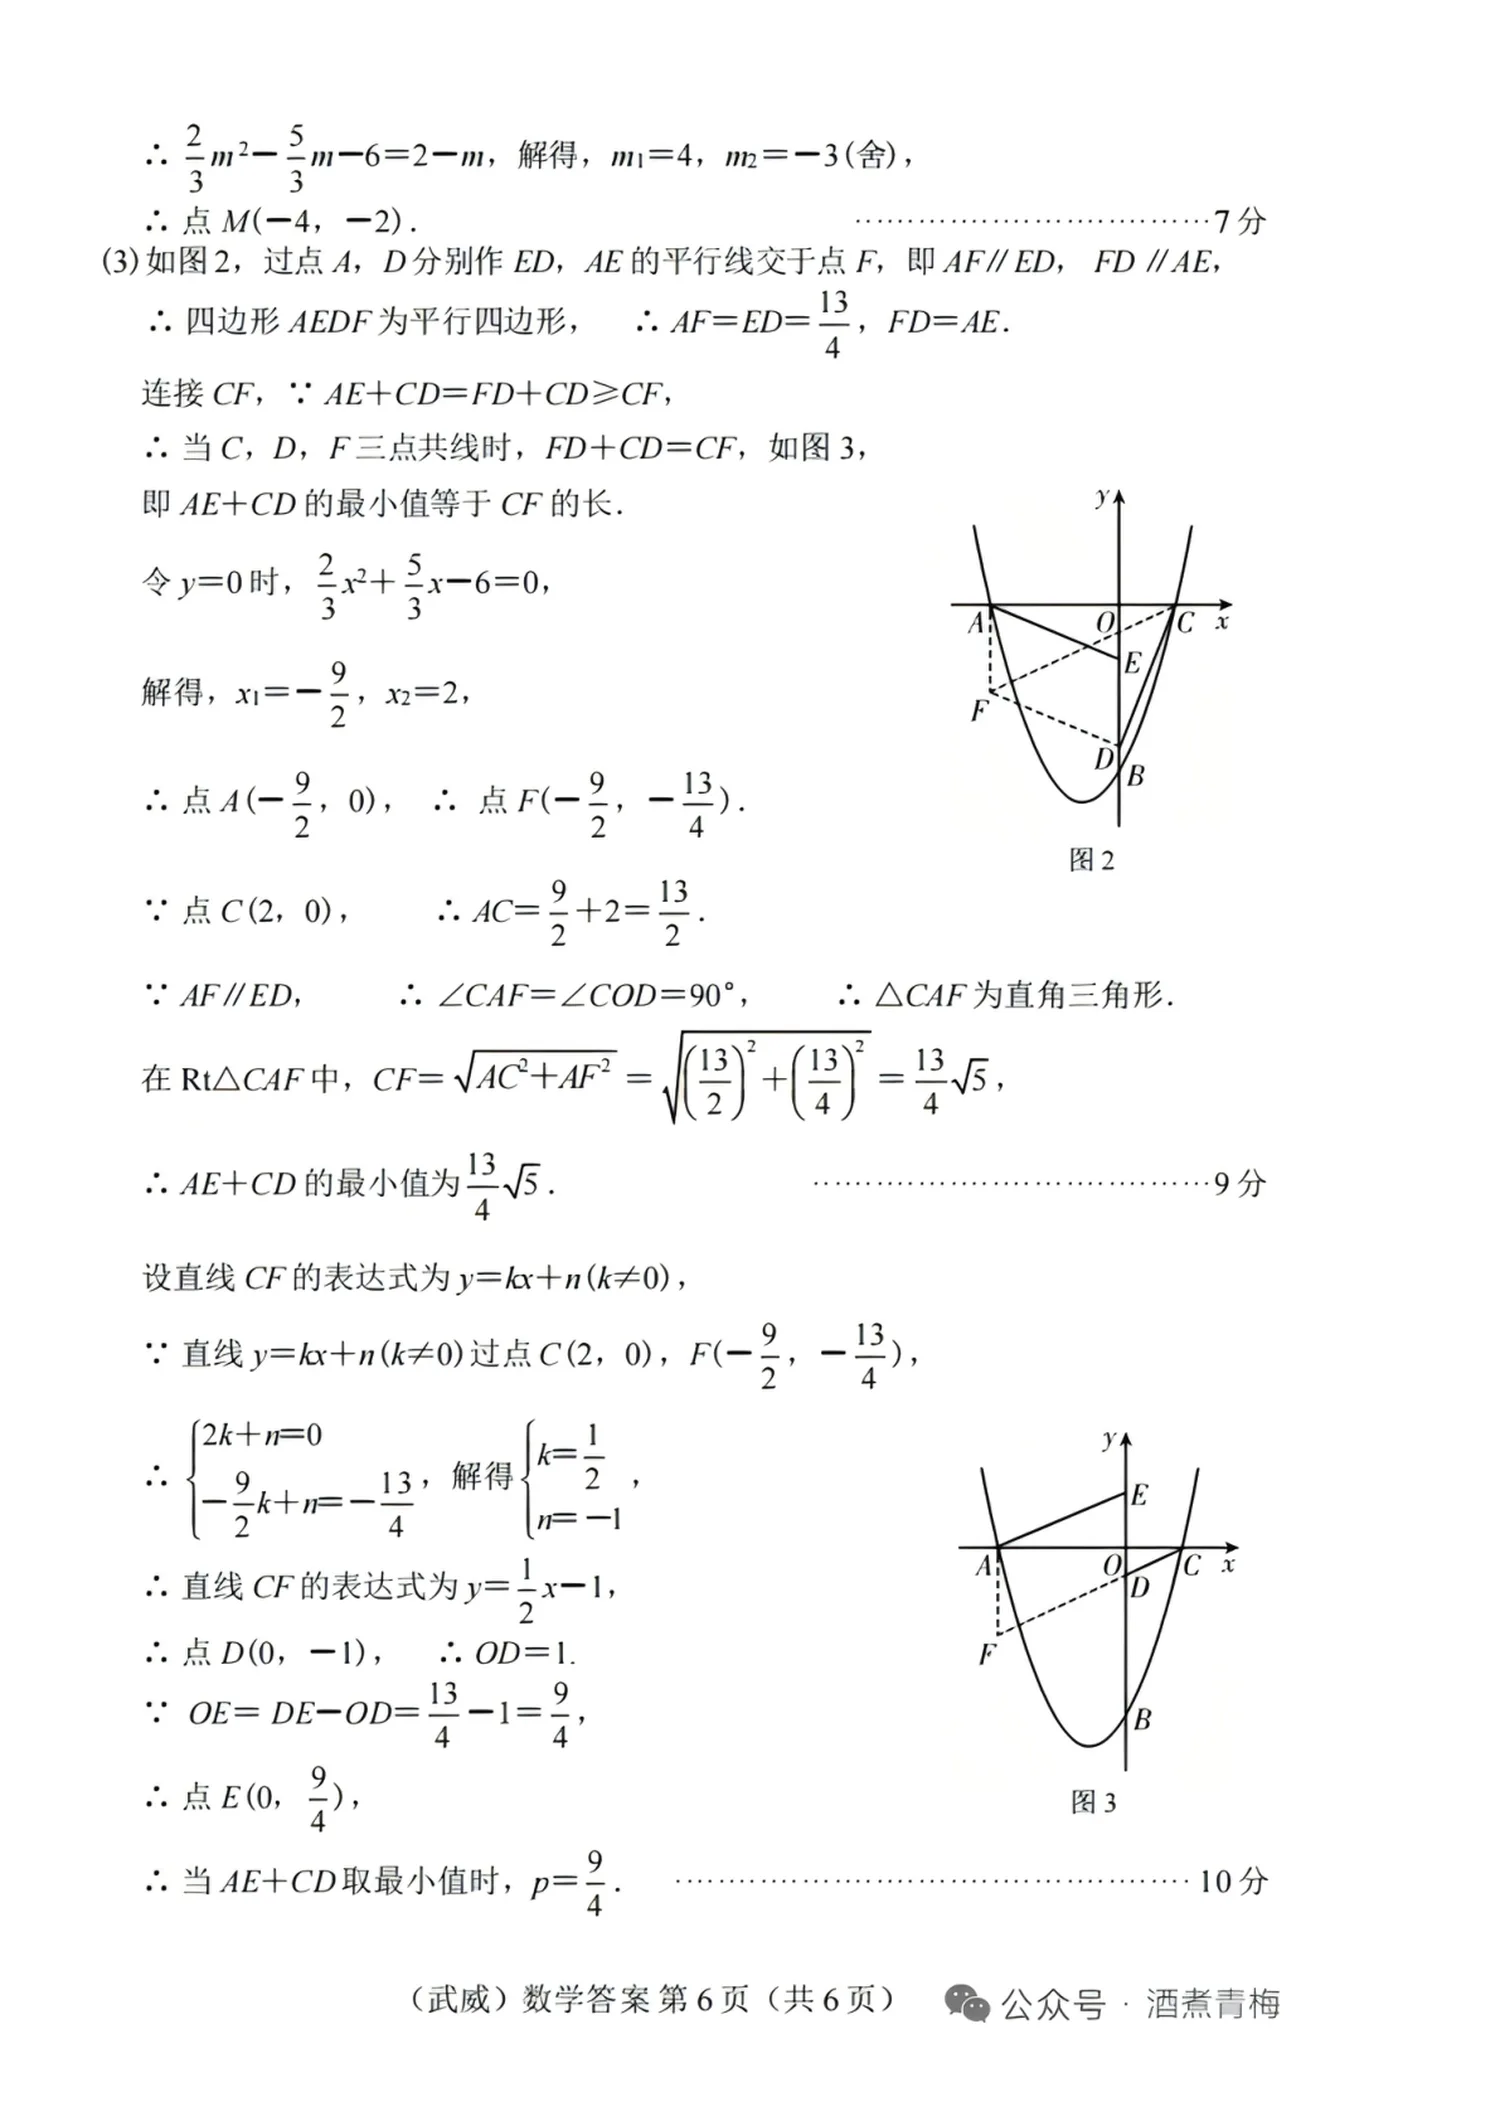 ∴ 2/3 m²－5/3 m－6＝2－m，解得，m₁＝4，m₂＝－3(舍)，
∴ 点 M(－4，－2)． ………………………………7 分
(3) 如图 2，过点 A，D 分别作 ED，AE 的平行线交于点 F，即 AF∥ED， FD∥AE，
∴ 四边形 AEDF 为平行四边形， ∴ AF＝ED＝13/4，FD＝AE．
连接 CF，∵ AE＋CD＝FD＋CD≥CF，
∴ 当 C，D，F 三点共线时，FD＋CD＝CF，如图 3，
即 AE＋CD 的最小值等于 CF 的长．
令 y＝0 时，2/3 x²＋5/3 x－6＝0，
解得，x₁＝－9/2，x₂＝2，
∴ 点 A(－9/2，0)， ∴ 点 F(－9/2，－13/4)．
y
A
O
C
x
E
F
D
B
图 2
∵ 点 C(2，0)， ∴ AC＝9/2＋2＝13/2．
∵ AF∥ED， ∴ ∠CAF＝∠COD＝90°， ∴ △CAF 为直角三角形．
在 Rt△CAF 中，CF＝√(AC²＋AF²)＝√((13/2)²＋(13/4)²)＝13/4 √5，
∴ AE＋CD 的最小值为 13/4 √5． ………………………………9 分
设直线 CF 的表达式为 y＝kx＋n(k≠0)，
∵ 直线 y＝kx＋n(k≠0)过点 C(2，0)，F(－9/2，－13/4)，
∴ {2k＋n＝0
－9/2 k＋n＝－13/4，解得 {k＝1/2
n＝－1，
∴ 直线 CF 的表达式为 y＝1/2 x－1，
∴ 点 D(0，－1)， ∴ OD＝1.
∵ OE＝ DE－OD＝13/4－1＝9/4，
∴ 点 E(0，9/4)，
y
E
A
O
C
x
D
F
B
图 3
∴ 当 AE＋CD 取最小值时，p＝9/4． ………………………………10 分
（武威）数学答案 第 6 页（共 6 页）
公众号 · 酒煮青梅